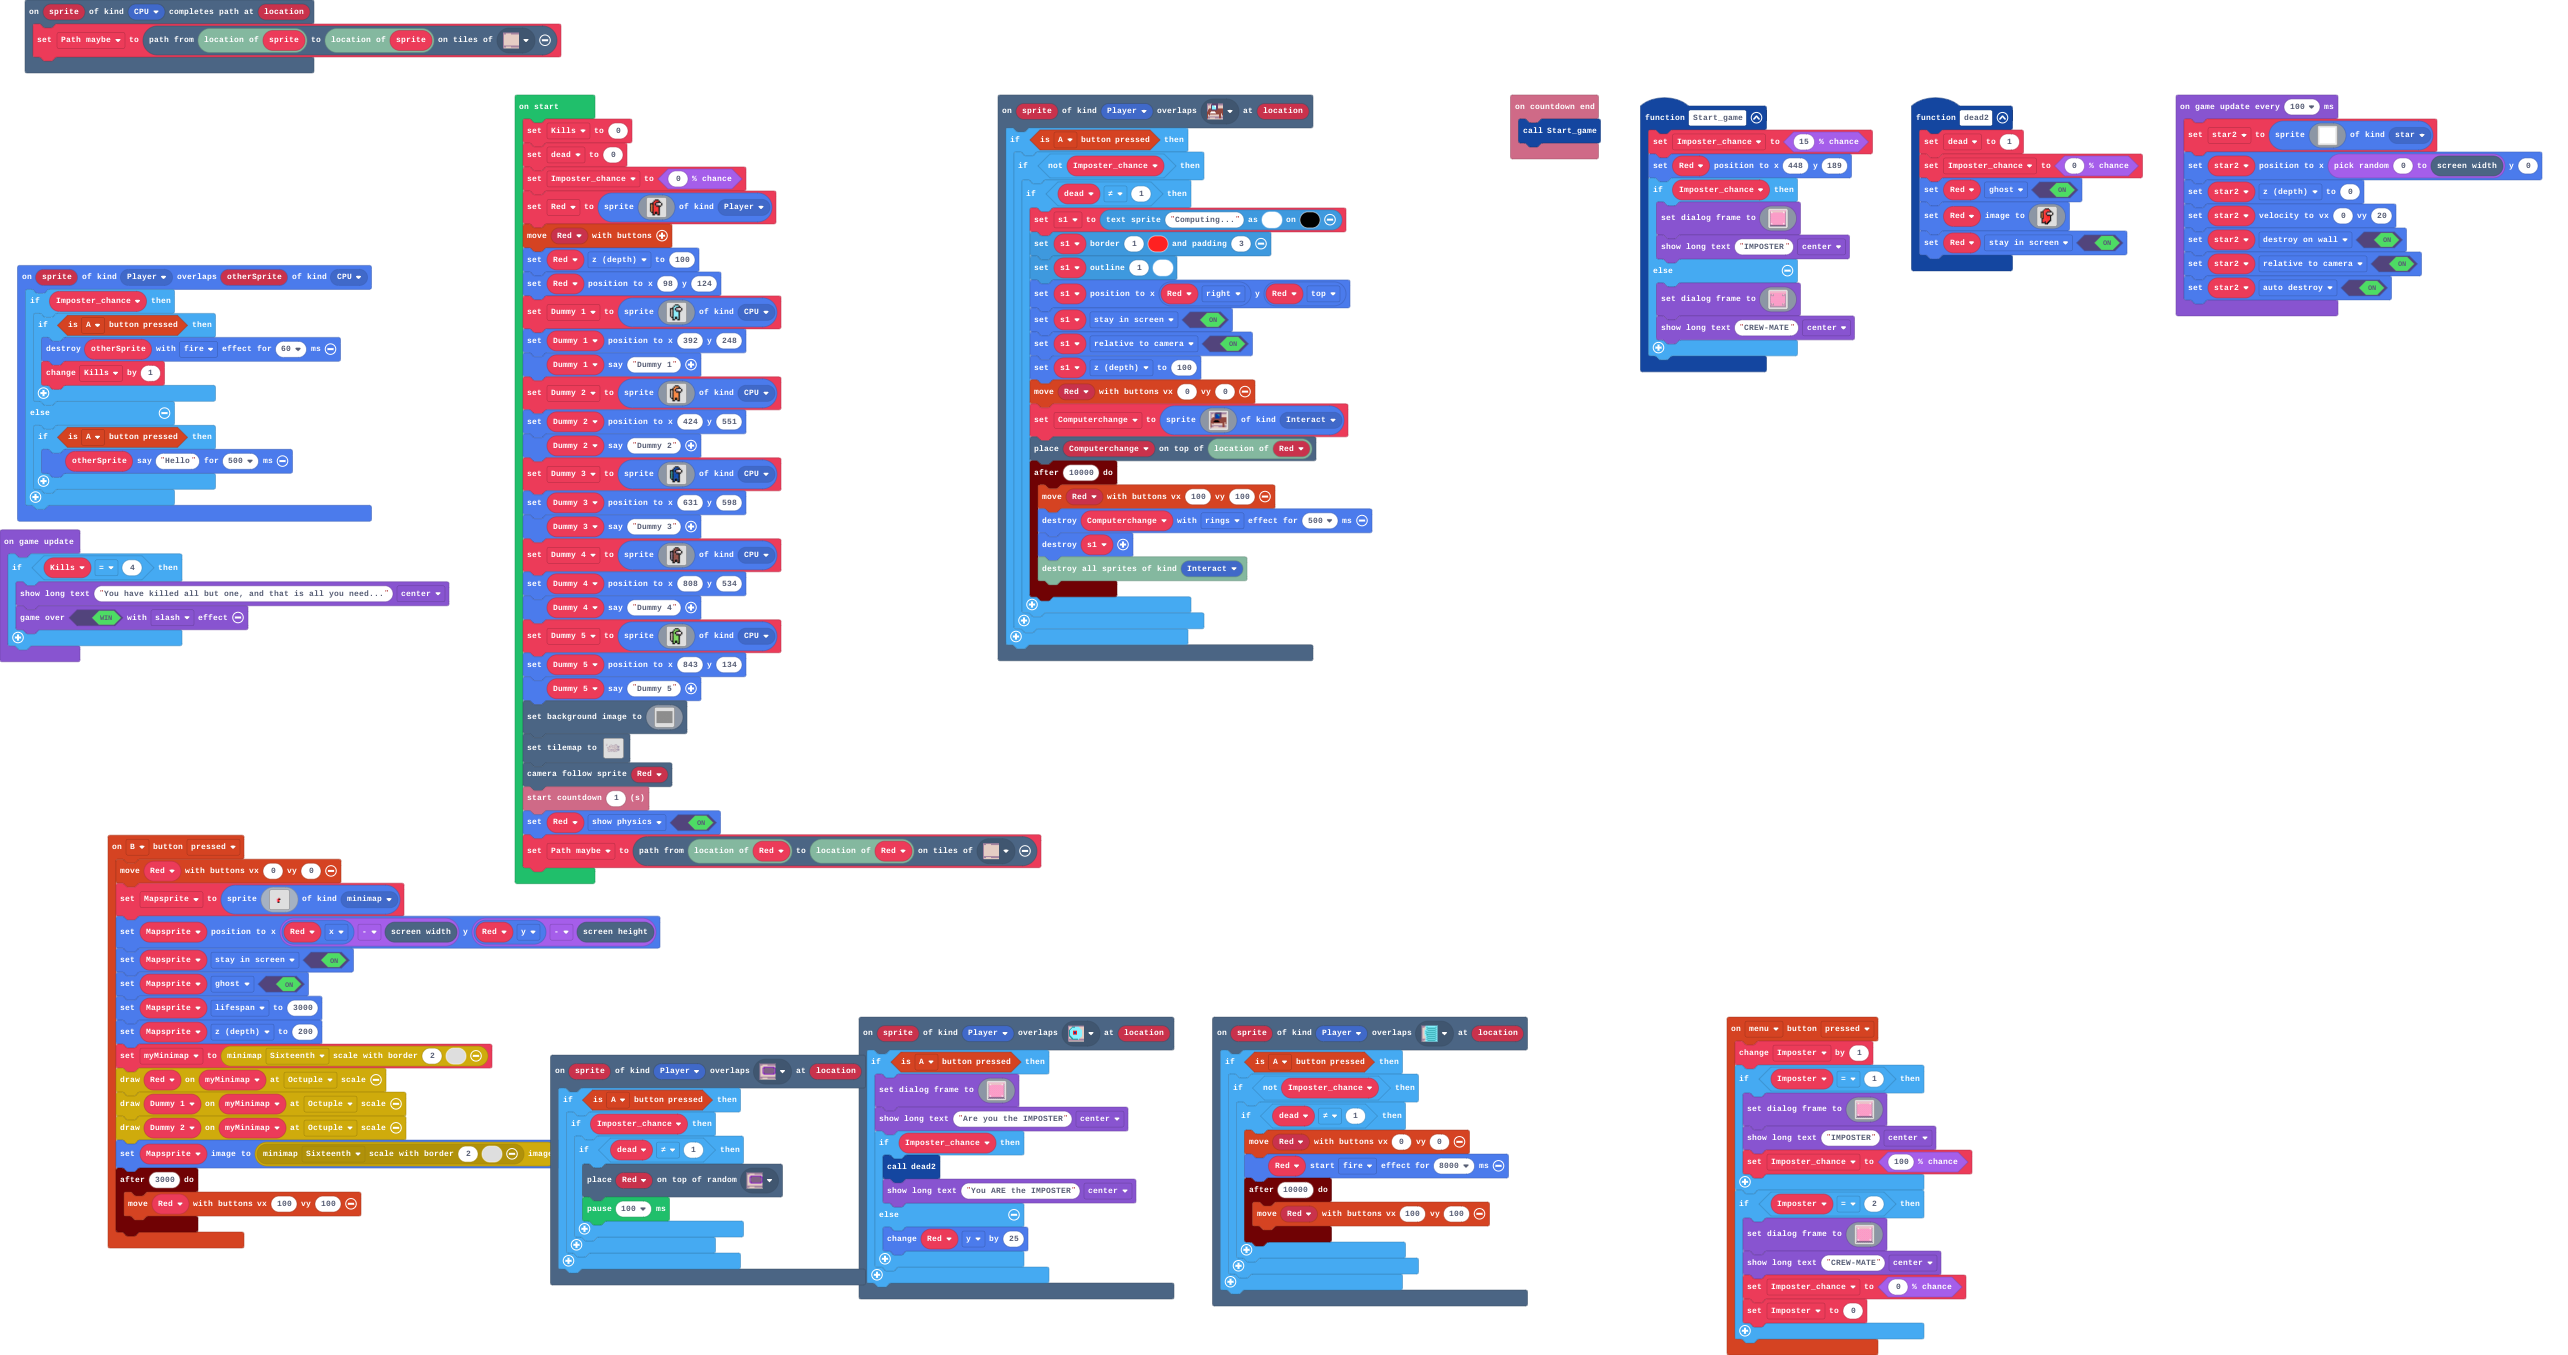 on sprite of kind CPU completes path at location
set Path maybe to path from location of sprite to location of sprite on tiles of
on sprite of kind Player overlaps otherSprite of kind CPU
if Imposter_chance then
if is A button pressed then
destroy otherSprite with fire effect for 60 ms
change Kills by 1
else
if is A button pressed then
otherSprite say "Hello" for 500 ms
on game update
if Kills = 4 then
show long text "You have killed all but one, and that is all you need..." center
game over WIN with slash effect
on start
set Kills to 0
set dead to 0
set Imposter_chance to 0 % chance
set Red to sprite of kind Player
move Red with buttons
set Red z (depth) to 100
set Red position to x 98 y 124
set Dummy 1 to sprite of kind CPU
set Dummy 1 position to x 392 y 248
Dummy 1 say "Dummy 1"
set Dummy 2 to sprite of kind CPU
set Dummy 2 position to x 424 y 551
Dummy 2 say "Dummy 2"
set Dummy 3 to sprite of kind CPU
set Dummy 3 position to x 631 y 598
Dummy 3 say "Dummy 3"
set Dummy 4 to sprite of kind CPU
set Dummy 4 position to x 808 y 534
Dummy 4 say "Dummy 4"
set Dummy 5 to sprite of kind CPU
set Dummy 5 position to x 843 y 134
Dummy 5 say "Dummy 5"
set background image to
set tilemap to
camera follow sprite Red
start countdown 1 (s)
set Red show physics ON
set Path maybe to path from location of Red to location of Red on tiles of
on sprite of kind Player overlaps at location
if is A button pressed then
if not Imposter_chance then
if dead ≠ 1 then
set s1 to text sprite "Computing..." as on
set s1 border 1 and padding 3
set s1 outline 1
set s1 position to x Red right y Red top
set s1 stay in screen ON
set s1 relative to camera ON
set s1 z (depth) to 100
move Red with buttons vx 0 vy 0
set Computerchange to sprite of kind Interact
place Computerchange on top of location of Red
after 10000 do
move Red with buttons vx 100 vy 100
destroy Computerchange with rings effect for 500 ms
destroy s1
destroy all sprites of kind Interact
on countdown end
call Start_game
function Start_game
set Imposter_chance to 15 % chance
set Red position to x 448 y 189
if Imposter_chance then
set dialog frame to
show long text "IMPOSTER" center
else
set dialog frame to
show long text "CREW-MATE" center
function dead2
set dead to 1
set Imposter_chance to 0 % chance
set Red ghost ON
set Red image to
set Red stay in screen ON
on game update every 100 ms
set star2 to sprite of kind star
set star2 position to x pick random 0 to screen width y 0
set star2 z (depth) to 0
set star2 velocity to vx 0 vy 20
set star2 destroy on wall ON
set star2 relative to camera ON
set star2 auto destroy ON
on B button pressed
move Red with buttons vx 0 vy 0
set Mapsprite to sprite of kind minimap
set Mapsprite position to x Red x - screen width y Red y - screen height
set Mapsprite stay in screen ON
set Mapsprite ghost ON
set Mapsprite lifespan to 3000
set Mapsprite z (depth) to 200
set myMinimap to minimap Sixteenth scale with border 2
draw Red on myMinimap at Octuple scale
draw Dummy 1 on myMinimap at Octuple scale
draw Dummy 2 on myMinimap at Octuple scale
set Mapsprite image to minimap Sixteenth scale with border 2
after 3000 do
move Red with buttons vx 100 vy 100
on sprite of kind Player overlaps at location
if is A button pressed then
if Imposter_chance then
if dead ≠ 1 then
place Red on top of random
pause 100 ms
on sprite of kind Player overlaps at location
if is A button pressed then
set dialog frame to
show long text "Are you the IMPOSTER" center
if Imposter_chance then
call dead2
show long text "You ARE the IMPOSTER" center
else
change Red y by 25
on sprite of kind Player overlaps at location
if is A button pressed then
if not Imposter_chance then
if dead ≠ 1 then
move Red with buttons vx 0 vy 0
Red start fire effect for 8000 ms
after 10000 do
move Red with buttons vx 100 vy 100
on menu button pressed
change Imposter by 1
if Imposter = 1 then
set dialog frame to
show long text "IMPOSTER" center
set Imposter_chance to 100 % chance
if Imposter = 2 then
set dialog frame to
show long text "CREW-MATE" center
set Imposter_chance to 0 % chance
set Imposter to 0